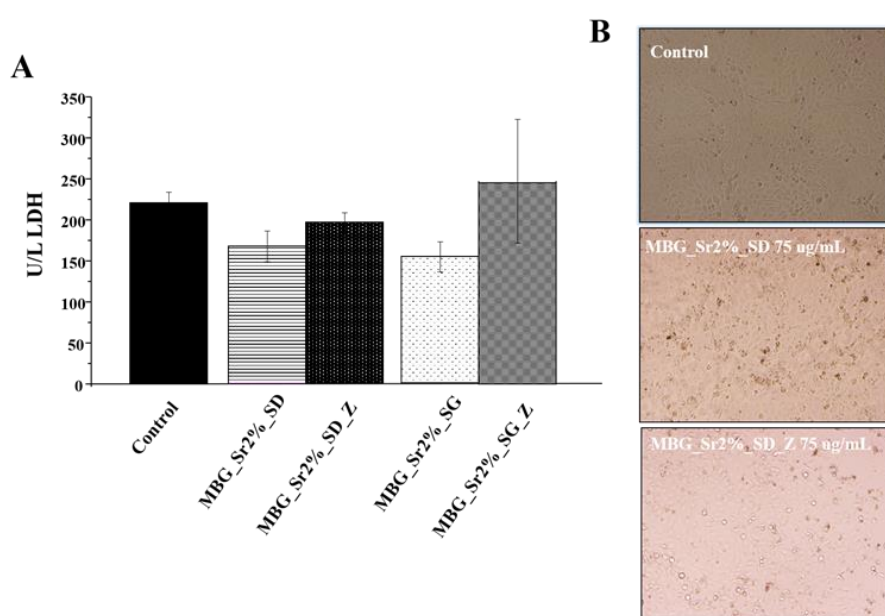 A
350
300
250
200
150
100
50
0
U/L LDH
Control
MBG_Sr2%_SD
MBG_Sr2%_SD_Z
MBG_Sr2%_SG
MBG_Sr2%_SG_Z
B
Control
MBG_Sr2%_SD 75 ug/mL
MBG_Sr2%_SD_Z 75 ug/mL